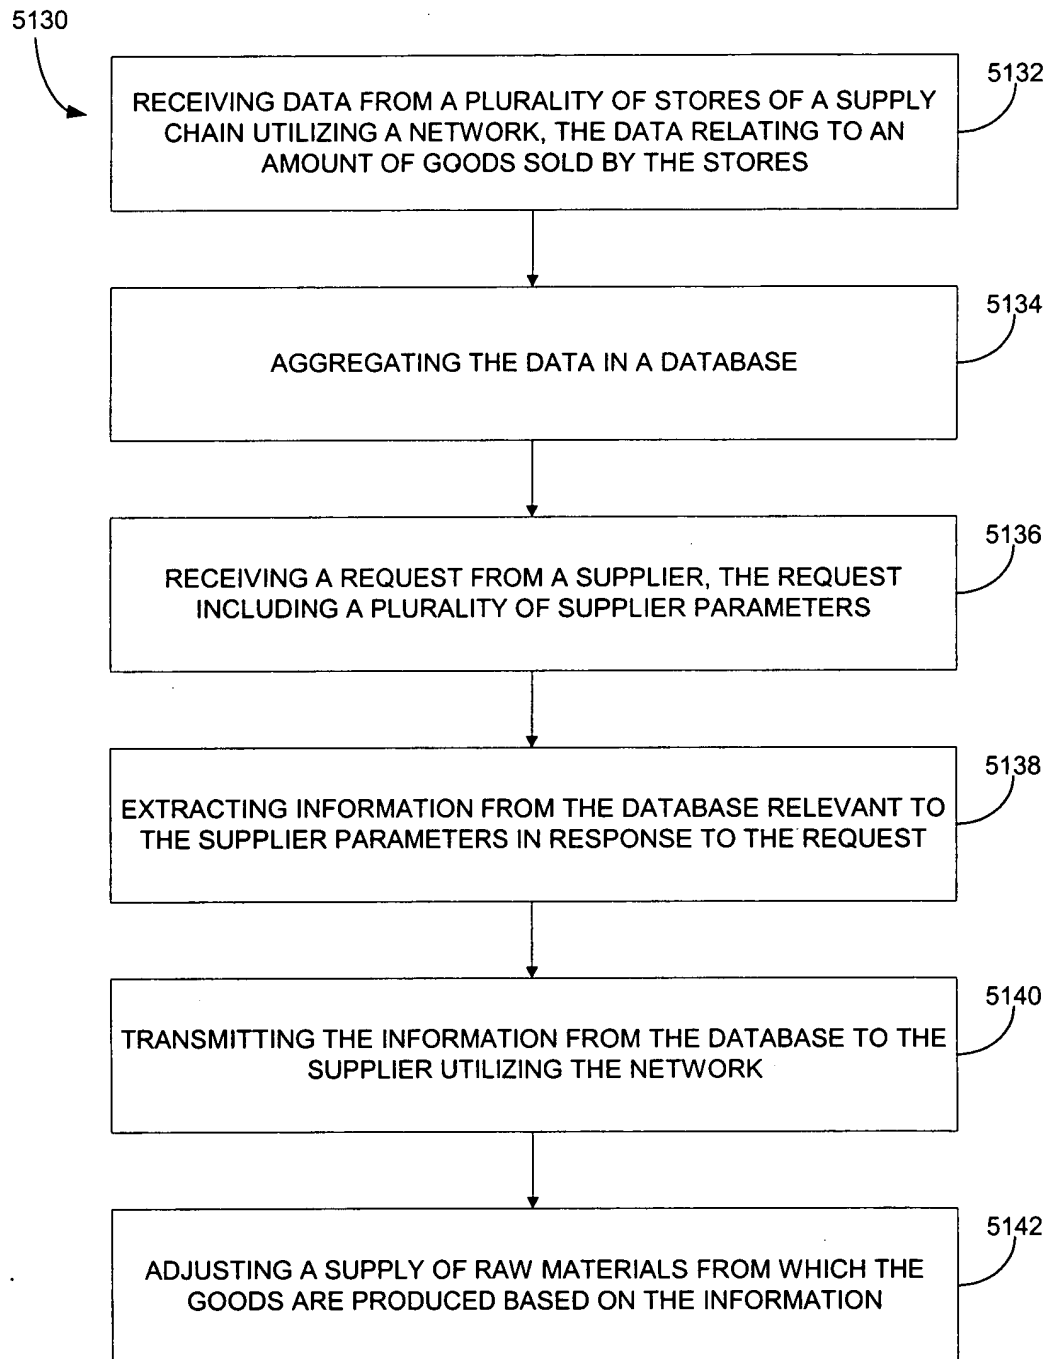 5130
5132
RECEIVING DATA FROM A PLURALITY OF STORES OF A SUPPLY
CHAIN UTILIZING A NETWORK, THE DATA RELATING TO AN
AMOUNT OF GOODS SOLD BY THE STORES
5134
AGGREGATING THE DATA IN A DATABASE
5136
RECEIVING A REQUEST FROM A SUPPLIER, THE REQUEST
INCLUDING A PLURALITY OF SUPPLIER PARAMETERS
5138
EXTRACTING INFORMATION FROM THE DATABASE RELEVANT TO
THE SUPPLIER PARAMETERS IN RESPONSE TO THE REQUEST
5140
TRANSMITTING THE INFORMATION FROM THE DATABASE TO THE
SUPPLIER UTILIZING THE NETWORK
5142
ADJUSTING A SUPPLY OF RAW MATERIALS FROM WHICH THE
GOODS ARE PRODUCED BASED ON THE INFORMATION